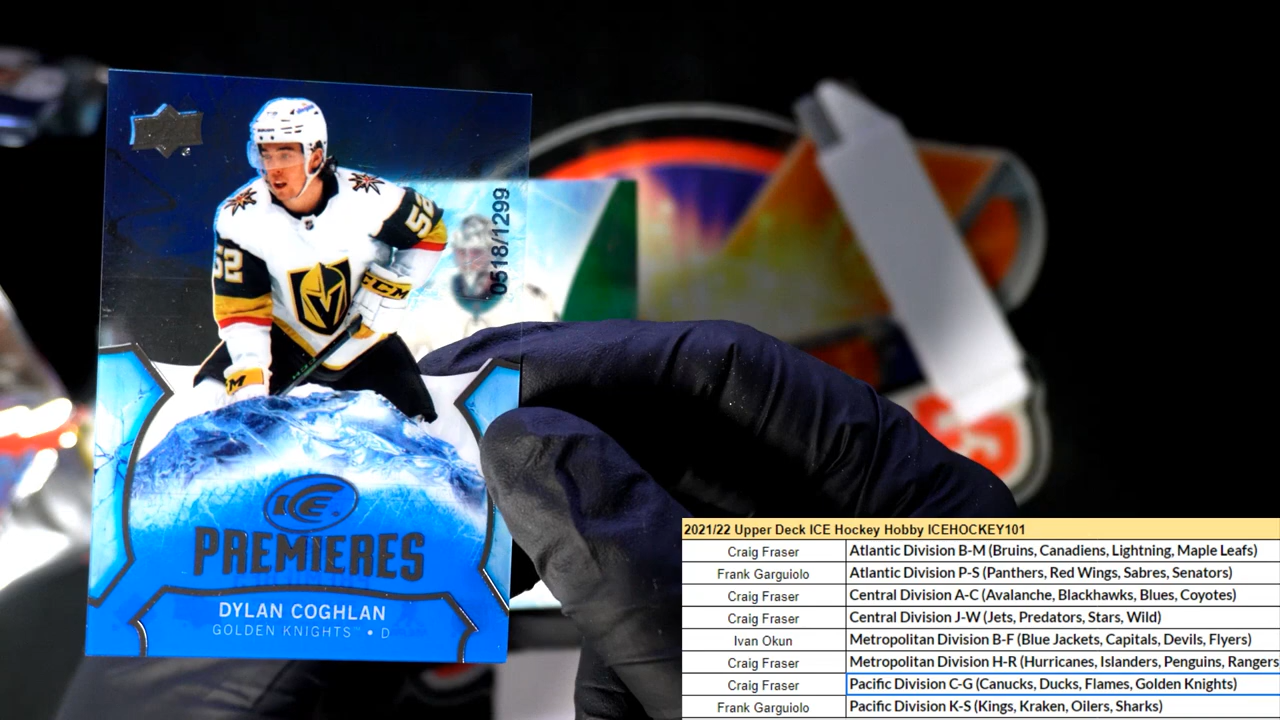 52
52
CCM
CM
0518/1299
ICE
PREMIERES
DYLAN COGHLAN
GOLDEN KNIGHTS™ • D
2021/22 Upper Deck ICE Hockey Hobby ICEHOCKEY101
Craig Fraser Atlantic Division B-M (Bruins, Canadiens, Lightning, Maple Leafs)
Frank Garguiolo Atlantic Division P-S (Panthers, Red Wings, Sabres, Senators)
Craig Fraser Central Division A-C (Avalanche, Blackhawks, Blues, Coyotes)
Craig Fraser Central Division J-W (Jets, Predators, Stars, Wild)
Ivan Okun Metropolitan Division B-F (Blue Jackets, Capitals, Devils, Flyers)
Craig Fraser Metropolitan Division H-R (Hurricanes, Islanders, Penguins, Rangers
Craig Fraser Pacific Division C-G (Canucks, Ducks, Flames, Golden Knights)
Frank Garguiolo Pacific Division K-S (Kings, Kraken, Oilers, Sharks)